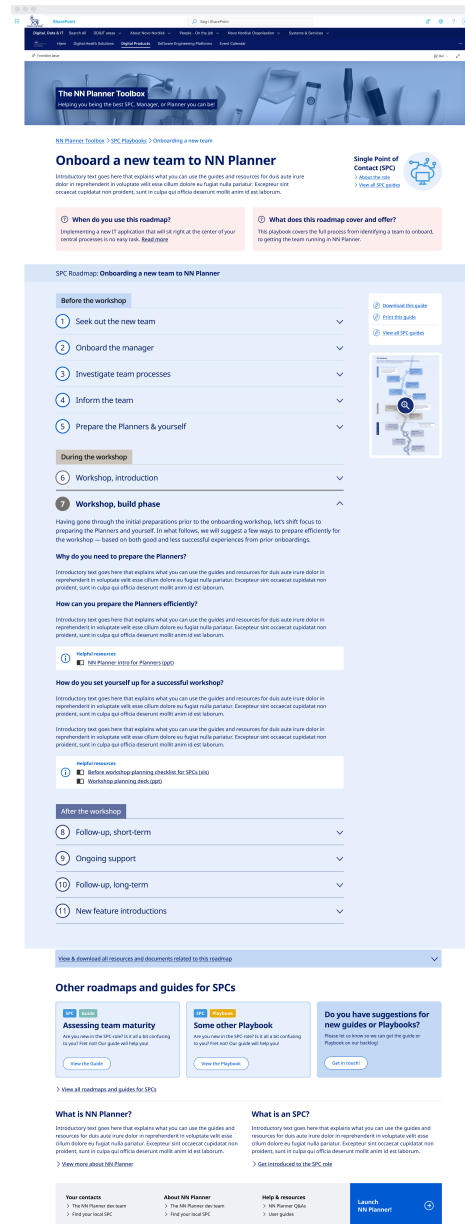 SharePoint
Søg i SharePoint
Digital, Data & IT
Search All
DD&IT areas
About Novo Nordisk
People - On the job
Novo Nordisk Organisation
Systems & Services
Home
Digital Health Solutions
Digital Products
Software Engineering Platforms
Event Calendar
The NN Planner Toolbox
Helping you being the best SPC, Manager, or Planner you can be!
NN Planner Toolbox > SPC Playbooks > Onboarding a new team
Onboard a new team to NN Planner
Introductory text goes here that explains what you can use the guides and resources for duis aute irure
dolor in reprehenderit in voluptate velit esse cillum dolore eu fugiat nulla pariatur. Excepteur sint
occaecat cupidatat non proident, sunt in culpa qui officia deserunt mollit anim id est laborum.
Single Point of
Contact (SPC)
> About the role
> View all SPC guides
When do you use this roadmap?
Implementing a new IT application that will sit right at the center of your
central processes is no easy task. Read more
What does this roadmap cover and offer?
This playbook covers the full process from identifying a team to onboard,
to getting the team running in NN Planner.
SPC Roadmap: Onboarding a new team to NN Planner
Before the workshop
1 Seek out the new team
2 Onboard the manager
3 Investigate team processes
4 Inform the team
5 Prepare the Planners & yourself
Download this guide
Print this guide
View all SPC-guides
During the workshop
6 Workshop, introduction
7 Workshop, build phase
Having gone through the initial preparations prior to the onboarding workshop, let's shift focus to
preparing the Planners and yourself. In what follows, we will suggest a few ways to prepare efficiently for
the workshop — based on both good and less successful experiences from prior onboardings.
Why do you need to prepare the Planners?
Introductory text goes here that explains what you can use the guides and resources for duis aute irure dolor in
reprehenderit in voluptate velit esse cillum dolore eu fugiat nulla pariatur. Excepteur sint occaecat cupidatat non
proident, sunt in culpa qui officia deserunt mollit anim id est laborum.
How can you prepare the Planners efficiently?
Introductory text goes here that explains what you can use the guides and resources for duis aute irure dolor in
reprehenderit in voluptate velit esse cillum dolore eu fugiat nulla pariatur. Excepteur sint occaecat cupidatat non
proident, sunt in culpa qui officia deserunt mollit anim id est laborum.
Helpful resources
NN Planner intro for Planners (ppt)
How do you set yourself up for a successful workshop?
Introductory text goes here that explains what you can use the guides and resources for duis aute irure dolor in
reprehenderit in voluptate velit esse cillum dolore eu fugiat nulla pariatur. Excepteur sint occaecat cupidatat non
proident, sunt in culpa qui officia deserunt mollit anim id est laborum.
Introductory text goes here that explains what you can use the guides and resources for duis aute irure dolor in
reprehenderit in voluptate velit esse cillum dolore eu fugiat nulla pariatur. Excepteur sint occaecat cupidatat non
proident, sunt in culpa qui officia deserunt mollit anim id est laborum.
Helpful resources
Before workshop-planning checklist for SPCs (xls)
Workshop planning deck (ppt)
After the workshop
8 Follow-up, short-term
9 Ongoing support
10 Follow-up, long-term
11 New feature introductions
View & download all resources and documents related to this roadmap
Other roadmaps and guides for SPCs
SPC Guide
Assessing team maturity
Are you new in the SPC-role? Is it all a bit confusing
to you? Fret not! Our guide will help you!
View the Guide
SPC Playbook
Some other Playbook
Are you new in the SPC-role? Is it all a bit confusing
to you? Fret not! Our guide will help you!
View the Playbook
Do you have suggestions for
new guides or Playbooks?
Please let us know so we can get the guide or
Playbook on our backlog!
Get in touch!
> View all roadmaps and guides for SPCs
What is NN Planner?
Introductory text goes here that explains what you can use the guides and
resources for duis aute irure dolor in reprehenderit in voluptate velit esse
cillum dolore eu fugiat nulla pariatur. Excepteur sint occaecat cupidatat non
proident, sunt in culpa qui officia deserunt mollit anim id est laborum.
> View more about NN Planner
What is an SPC?
Introductory text goes here that explains what you can use the guides and
resources for duis aute irure dolor in reprehenderit in voluptate velit esse
cillum dolore eu fugiat nulla pariatur. Excepteur sint occaecat cupidatat non
proident, sunt in culpa qui officia deserunt mollit anim id est laborum.
> Get introduced to the SPC role
Your contacts
> The NN Planner dev team
> Find your local SPC
About NN Planner
> The NN Planner dev team
> Find your local SPC
Help & resources
> NN Planner Q&As
> User guides
Launch
NN Planner!